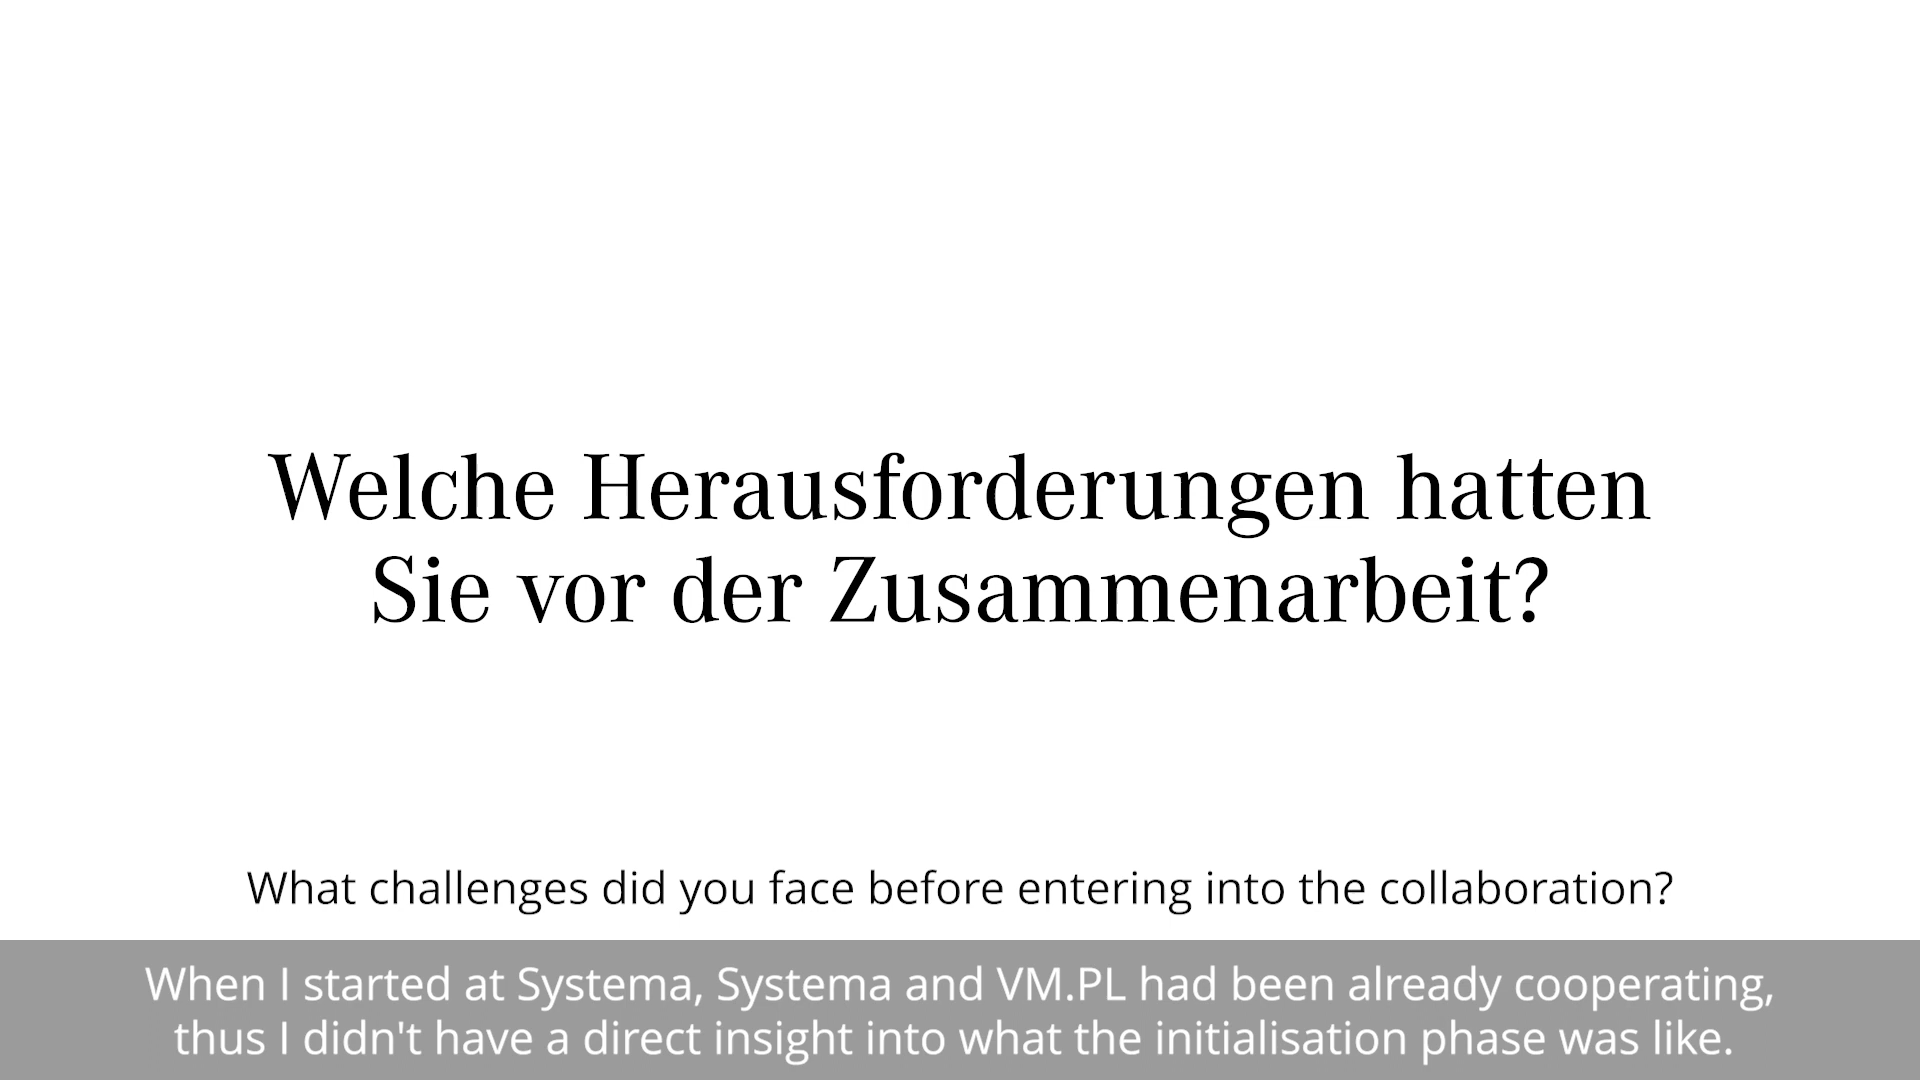 Welche Herausforderungen hatten
Sie vor der Zusammenarbeit?
What challenges did you face before entering into the collaboration?
When I started at Systema, Systema and VM.PL had been already cooperating,
thus I didn't have a direct insight into what the initialisation phase was like.